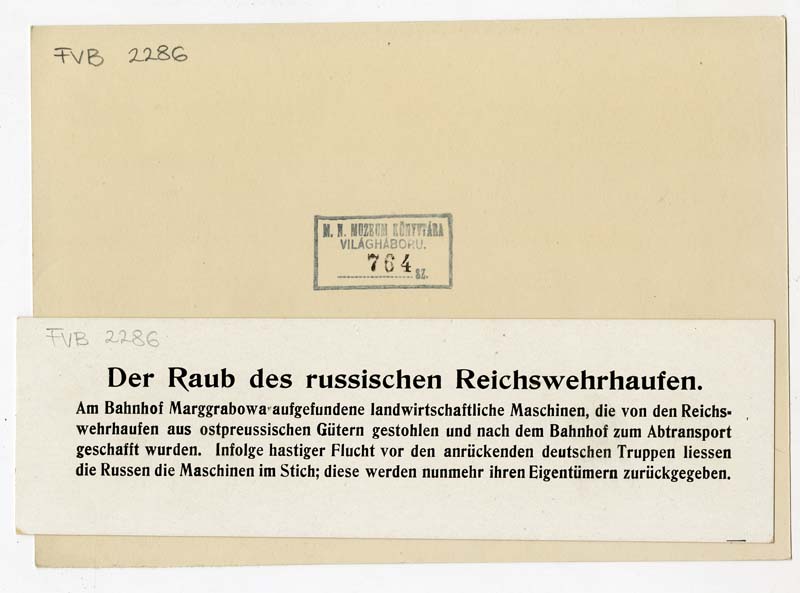 FVB 2286
M. N. MUZEUM KÖNYVTÁRA
VILÁGHÁBORU.
764 SZ.
FVB 2286
Der Raub des russischen Reichswehrhaufen.
Am Bahnhof Marggrabowa aufgefundene landwirtschaftliche Maschinen, die von den Reichs-
wehrhaufen aus ostpreussischen Gütern gestohlen und nach dem Bahnhof zum Abtransport
geschafft wurden. Infolge hastiger Flucht vor den anrückenden deutschen Truppen liessen
die Russen die Maschinen im Stich; diese werden nunmehr ihren Eigentümern zurückgegeben.